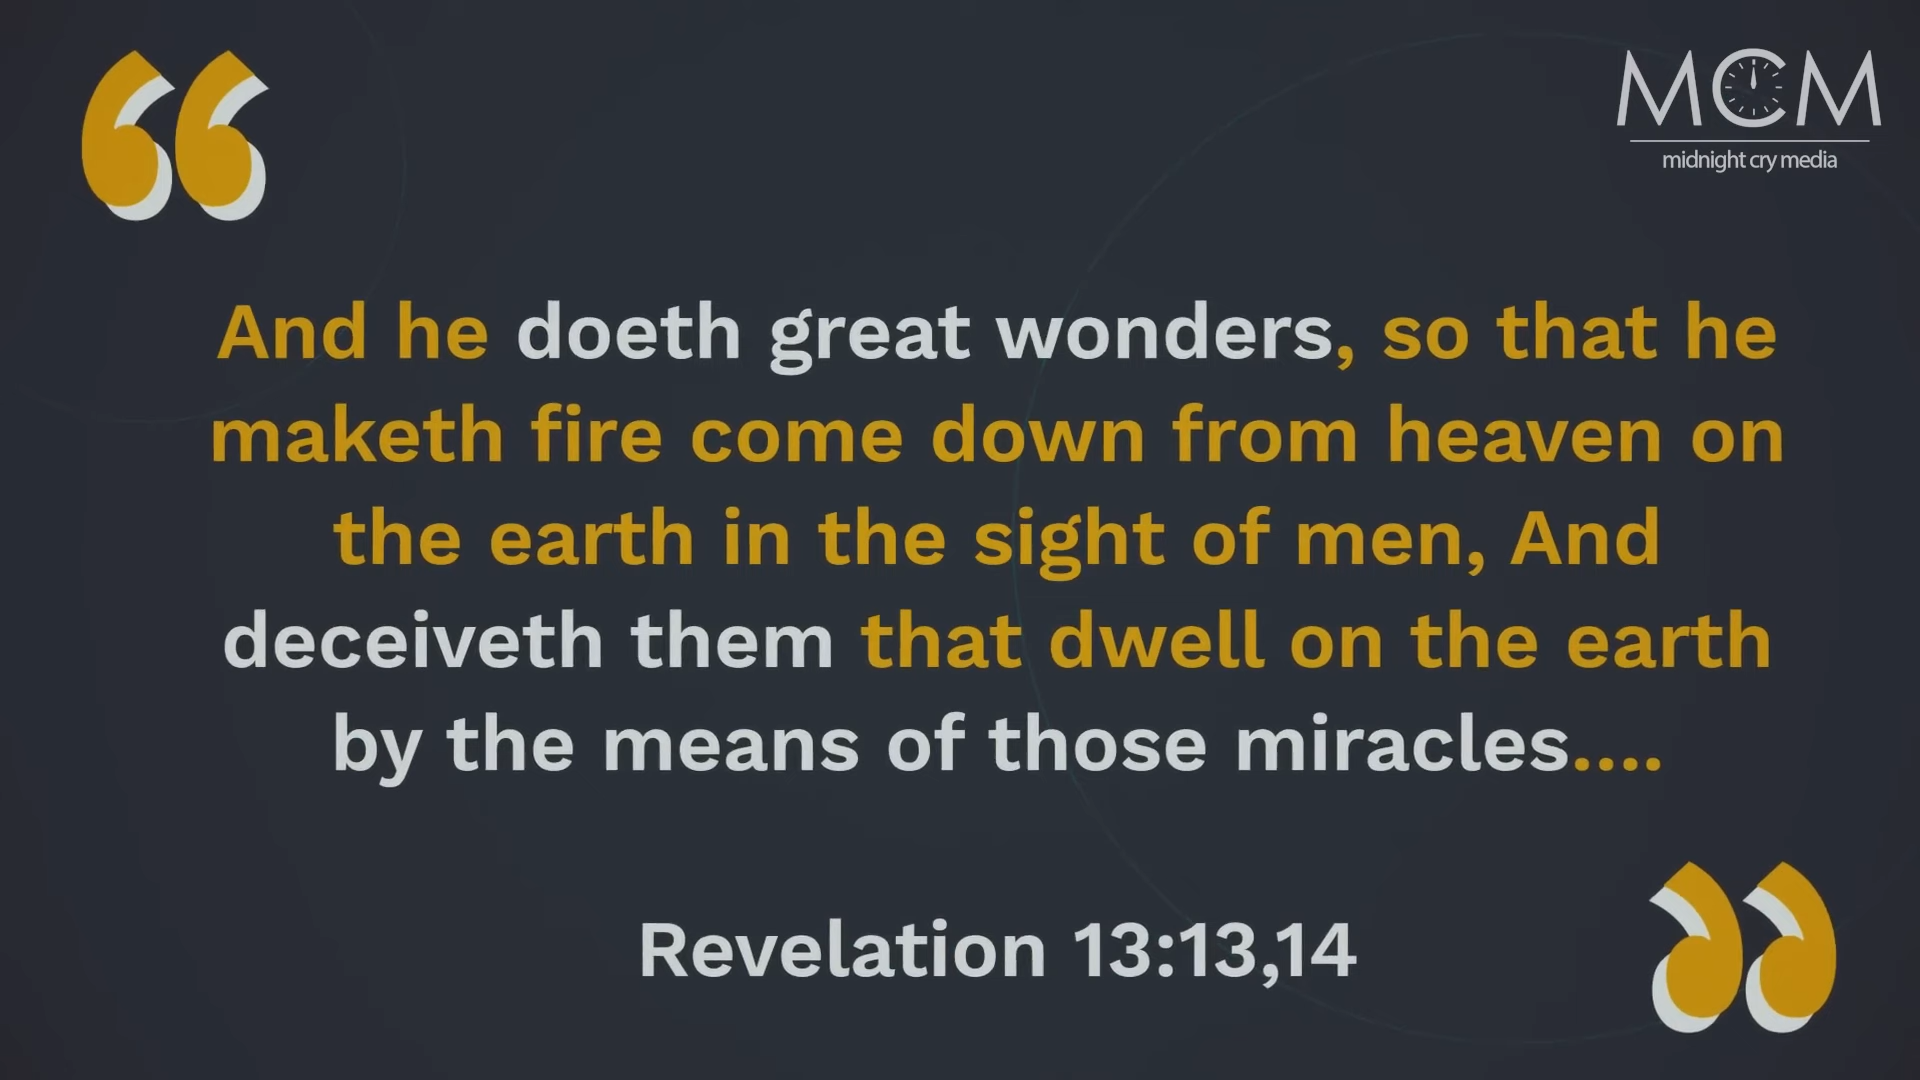 MCM
midnight cry media
“
And he doeth great wonders, so that he
maketh fire come down from heaven on
the earth in the sight of men, And
deceiveth them that dwell on the earth
by the means of those miracles....
Revelation 13:13,14
”